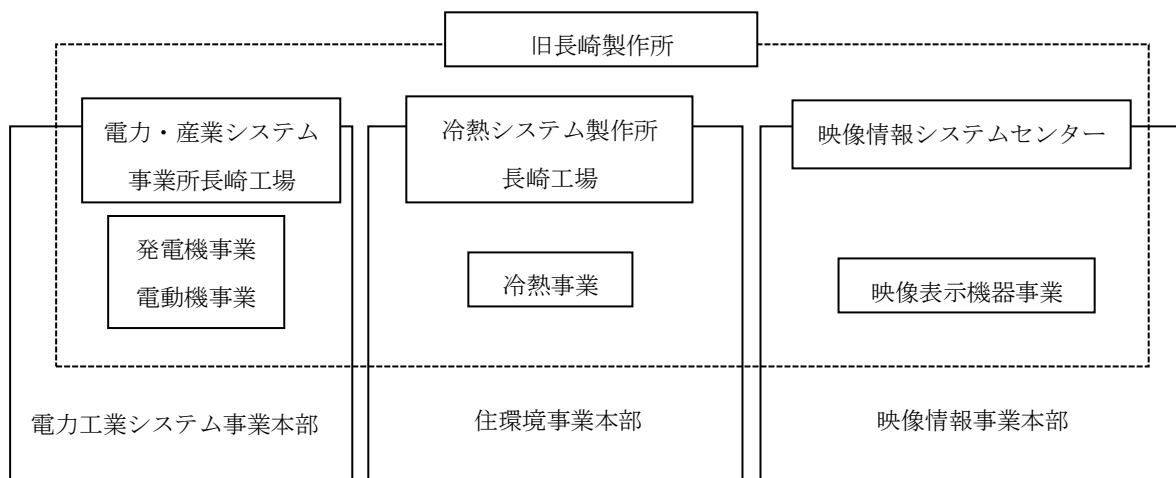 旧長崎製作所
電力・産業システム
事業所長崎工場
発電機事業
電動機事業
電力工業システム事業本部
冷熱システム製作所
長崎工場
冷熱事業
住環境事業本部
映像情報システムセンター
映像表示機器事業
映像情報事業本部